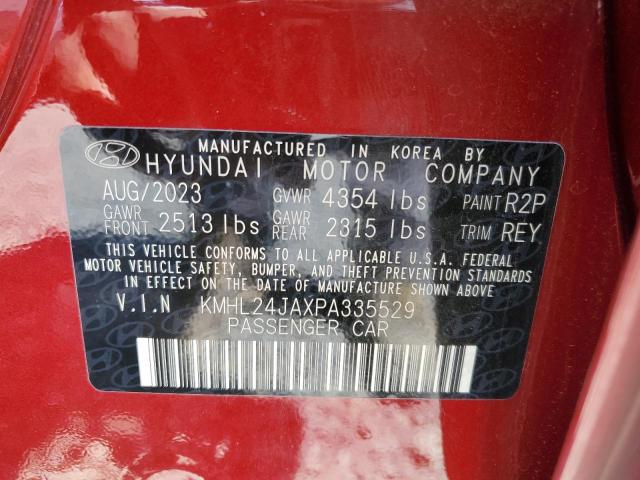 MANUFACTURED IN KOREA BY
HYUNDAI MOTOR COMPANY
AUG/2023 GVWR 4354 lbs PAINT R2P
GAWR FRONT 2513 lbs GAWR REAR 2315 lbs TRIM REY
THIS VEHICLE CONFORMS TO ALL APPLICABLE U.S.A. FEDERAL
MOTOR VEHICLE SAFETY, BUMPER, AND THEFT PREVENTION STANDARDS
IN EFFECT ON THE DATE OF MANUFACTURE SHOWN ABOVE.
V.I.N KMHL24JAXPA335529
PASSENGER CAR